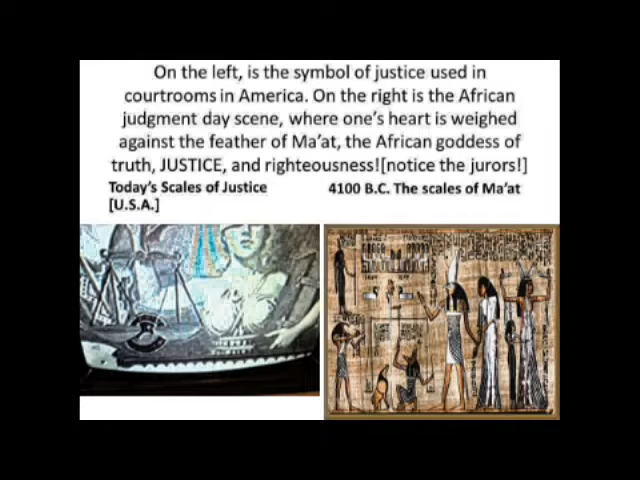 On the left, is the symbol of justice used in
courtrooms in America. On the right is the African
judgment day scene, where one's heart is weighed
against the feather of Ma'at, the African goddess of
truth, JUSTICE, and righteousness![notice the jurors!]
Today's Scales of Justice
[U.S.A.]
4100 B.C. The scales of Ma'at